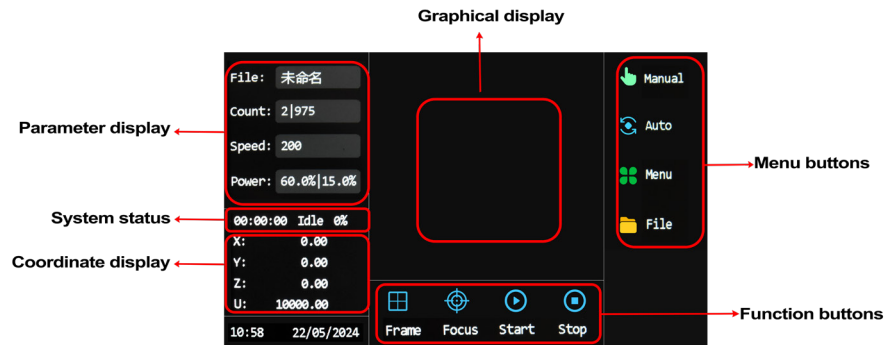 Graphical display
File: 未命名
Count: 2|975
Speed: 200
Power: 60.0%|15.0%
Parameter display
System status
00:00:00 Idle 0%
Coordinate display
X: 0.00
Y: 0.00
Z: 0.00
U: 10000.00
10:58 22/05/2024
Frame Focus Start Stop
Function buttons
Manual
Auto
Menu
File
Menu buttons